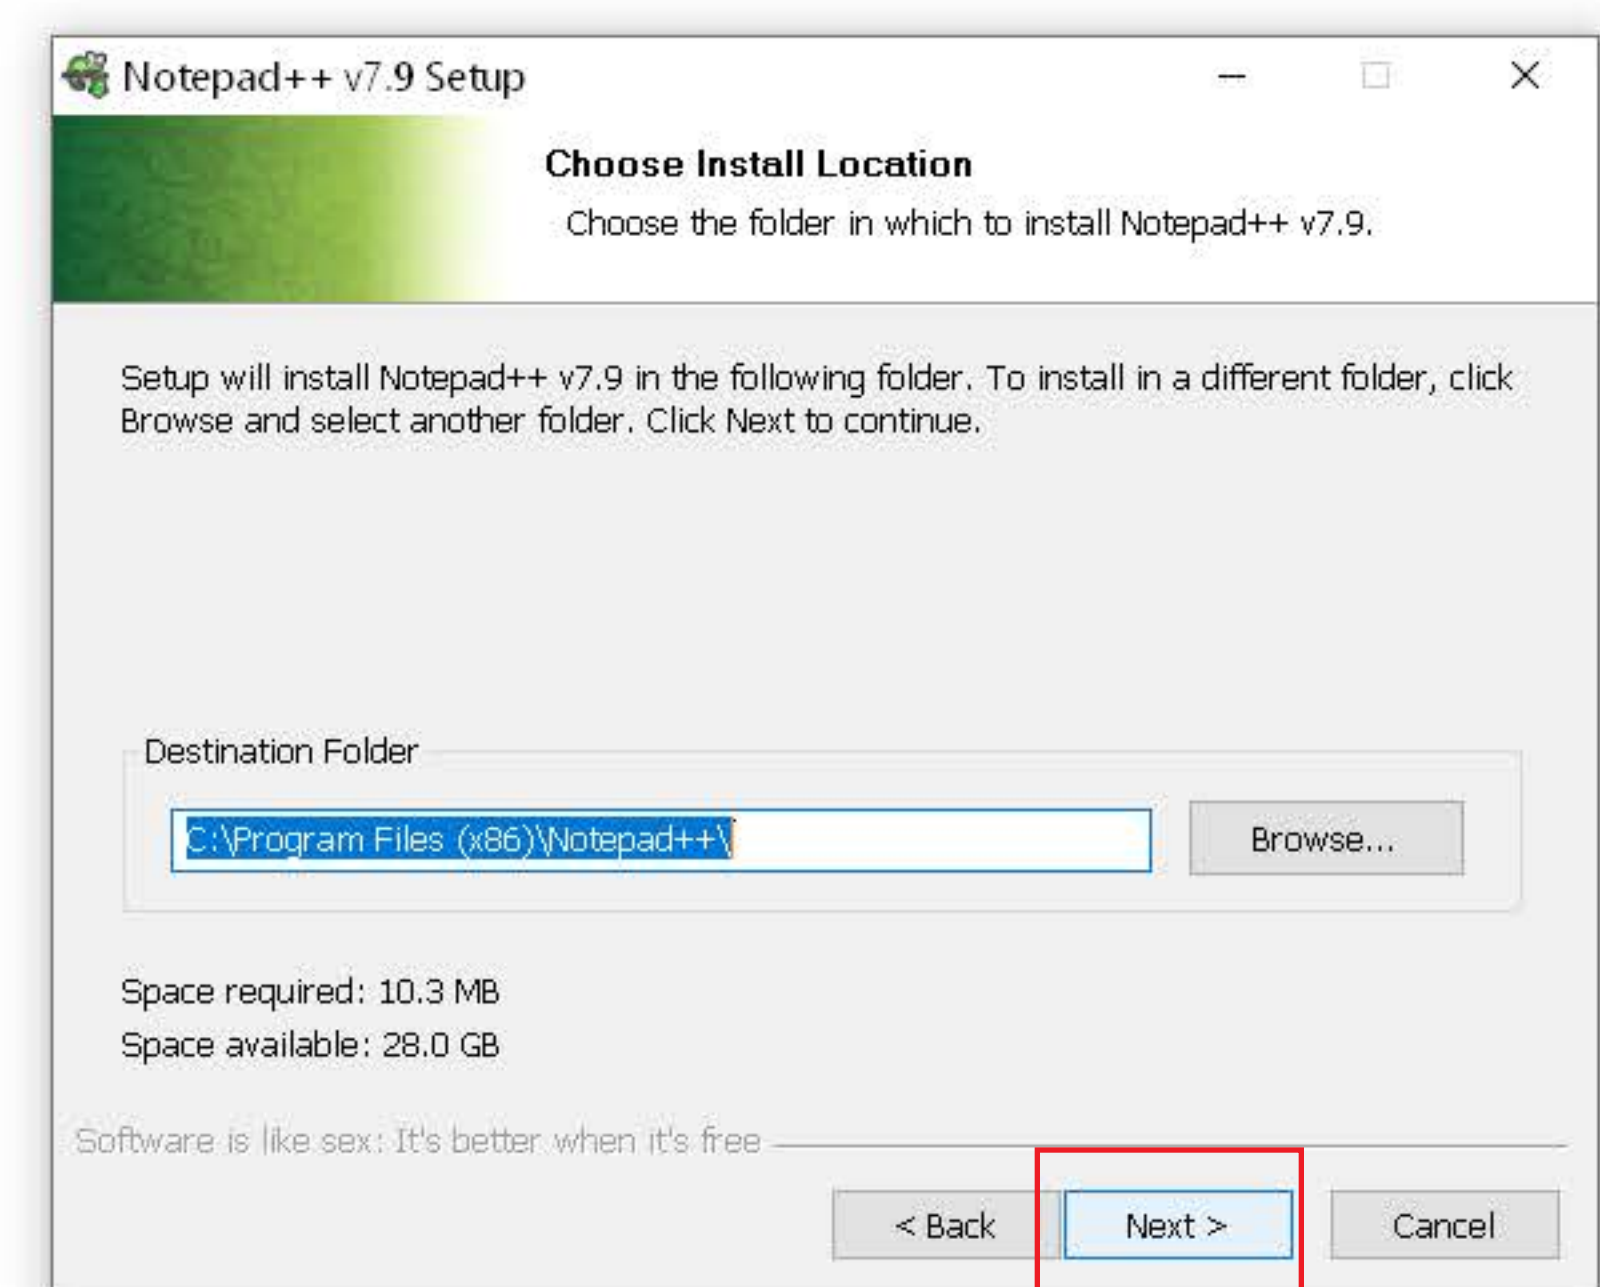 Notepad++ v7.9 Setup
Choose Install Location
Choose the folder in which to install Notepad++ v7.9.
Setup will install Notepad++ v7.9 in the following folder. To install in a different folder, click
Browse and select another folder. Click Next to continue.
Destination Folder
C:\Program Files (x86)\Notepad++\
Browse...
Space required: 10.3 MB
Space available: 28.0 GB
Software is like sex: It's better when it's free
< Back
Next >
Cancel